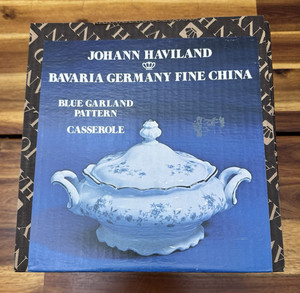 JOHANN HAVILAND
BAVARIA GERMANY FINE CHINA
BLUE GARLAND
PATTERN
CASSEROLE